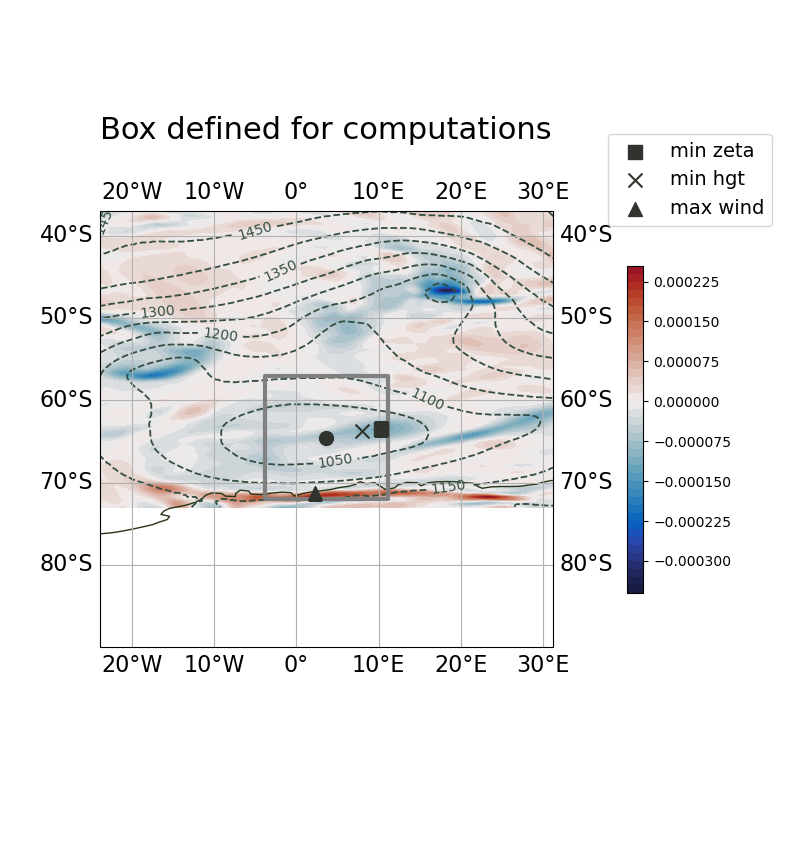 Box defined for computations
min zeta
min hgt
max wind
20°W 10°W 0° 10°E 20°E 30°E
40°S 40°S
1450
1350
1300
1200
50°S 50°S
1100
60°S 60°S
1050
1150
70°S 70°S
80°S 80°S
20°W 10°W 0° 10°E 20°E 30°E
0.000225
0.000150
0.000075
0.000000
−0.000075
−0.000150
−0.000225
−0.000300